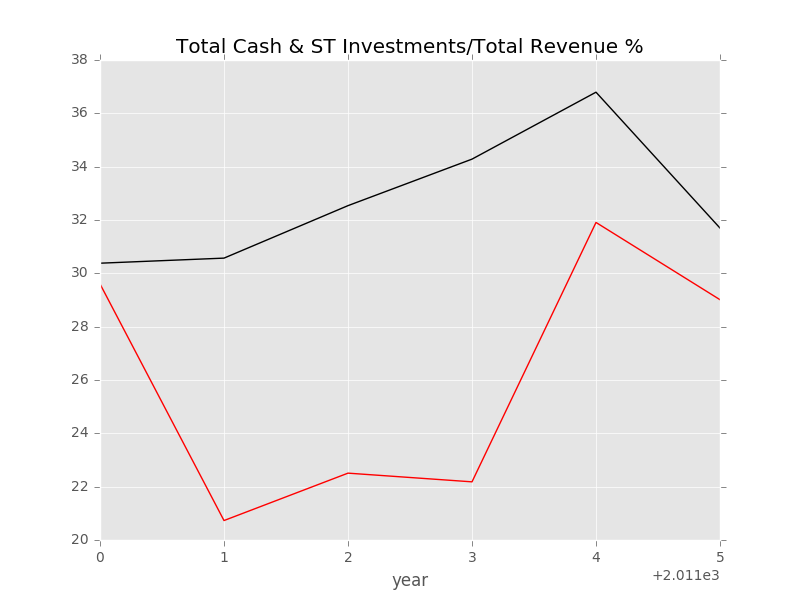 Total Cash & ST Investments/Total Revenue %
38
36
34
32
30
28
26
24
22
20
0 1 2 3 4 5
+2.011e3
year